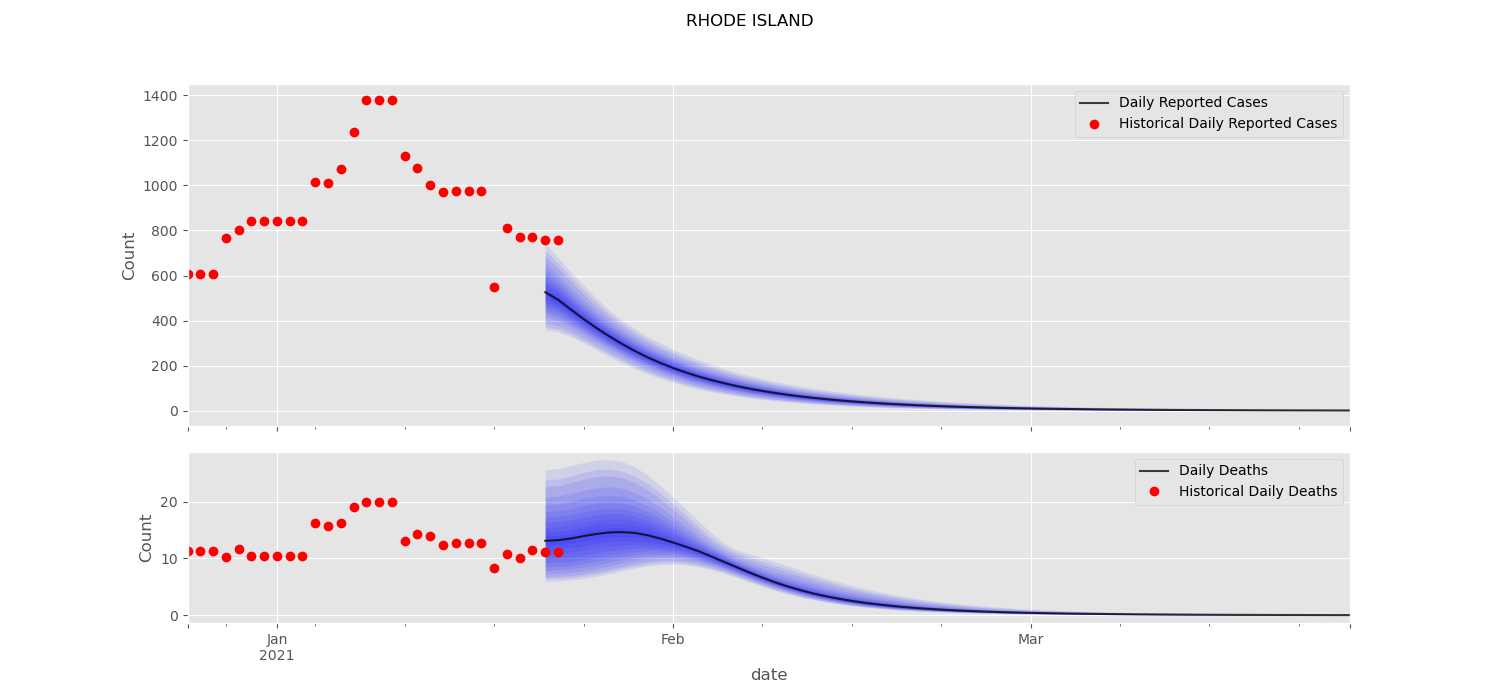 RHODE ISLAND
1400
1200
1000
800
600
400
200
0
Count
Daily Reported Cases
Historical Daily Reported Cases
20
10
0
Count
Daily Deaths
Historical Daily Deaths
Jan
2021
Feb
Mar
date